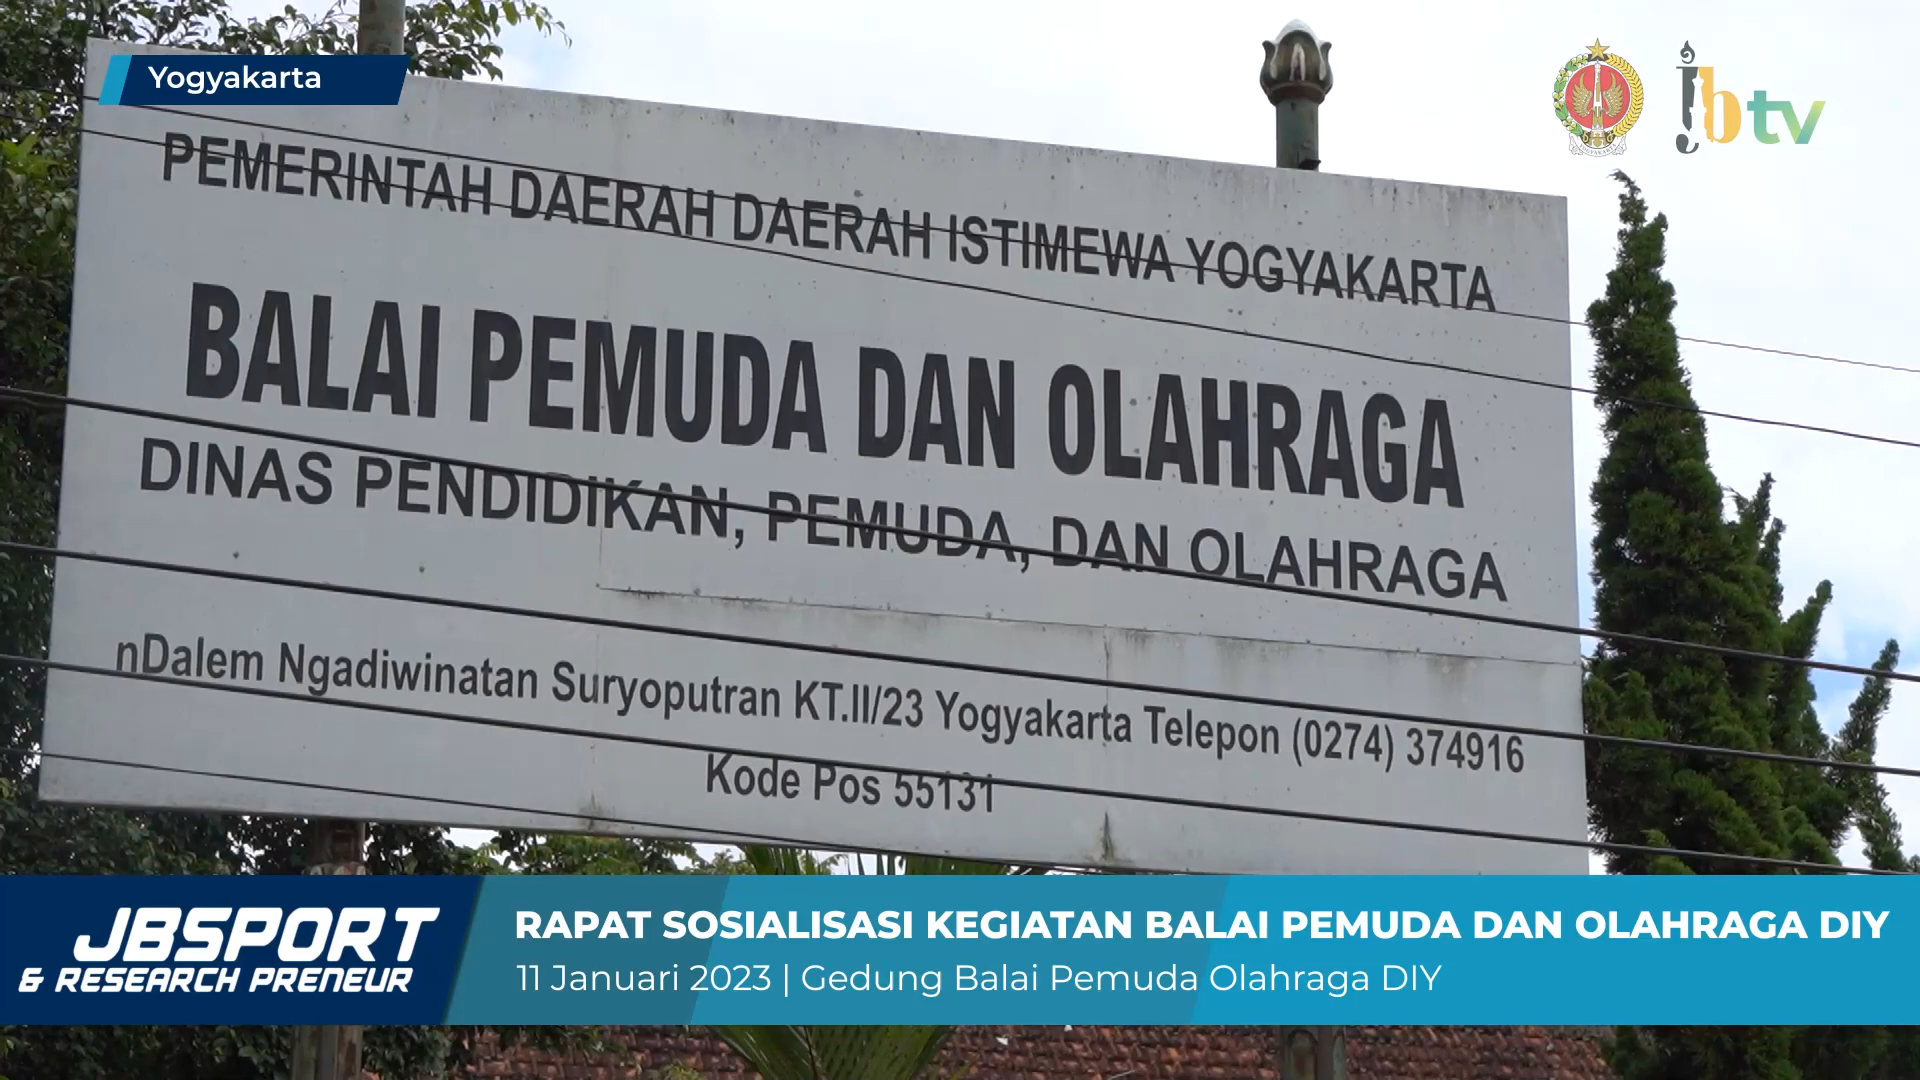 Yogyakarta
jbtv
PEMERINTAH DAERAH DAERAH ISTIMEWA YOGYAKARTA
BALAI PEMUDA DAN OLAHRAGA
DINAS PENDIDIKAN, PEMUDA, DAN OLAHRAGA
nDalem Ngadiwinatan Suryoputran KT.II/23 Yogyakarta Telepon (0274) 374916
Kode Pos 55131
JBSPORT
& RESEARCH PRENEUR
RAPAT SOSIALISASI KEGIATAN BALAI PEMUDA DAN OLAHRAGA DIY
11 Januari 2023 | Gedung Balai Pemuda Olahraga DIY